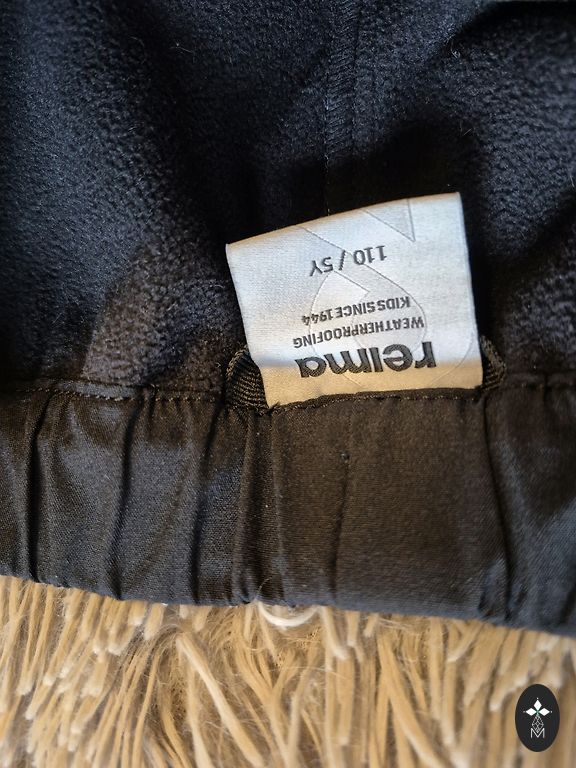 reima
WEATHERPROOFING
KIDS SINCE 1944
110 / 5Y
M